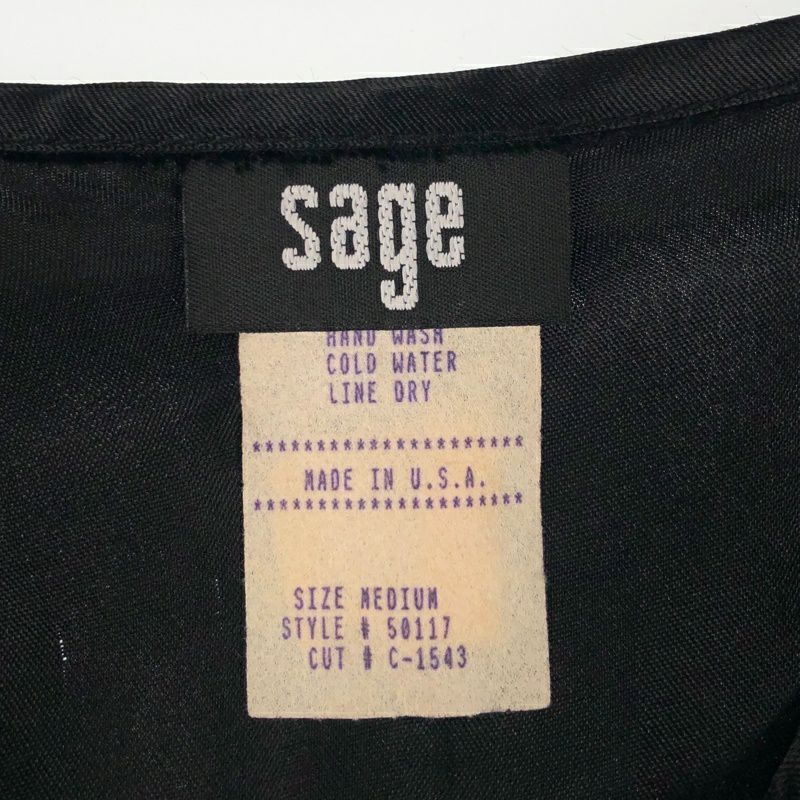 sage
HAND WASH
COLD WATER
LINE DRY
*********************
MADE IN U.S.A.
*********************
SIZE MEDIUM
STYLE # 50117
CUT # C-1543